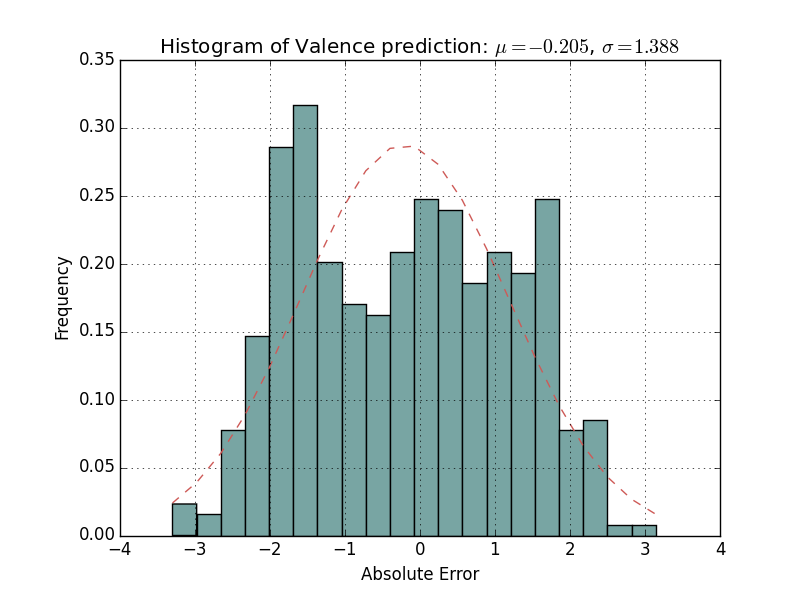 Histogram of Valence prediction: μ = −0.205, σ = 1.388
0.35
0.30
0.25
0.20
0.15
0.10
0.05
0.00
Frequency
−4 −3 −2 −1 0 1 2 3 4
Absolute Error